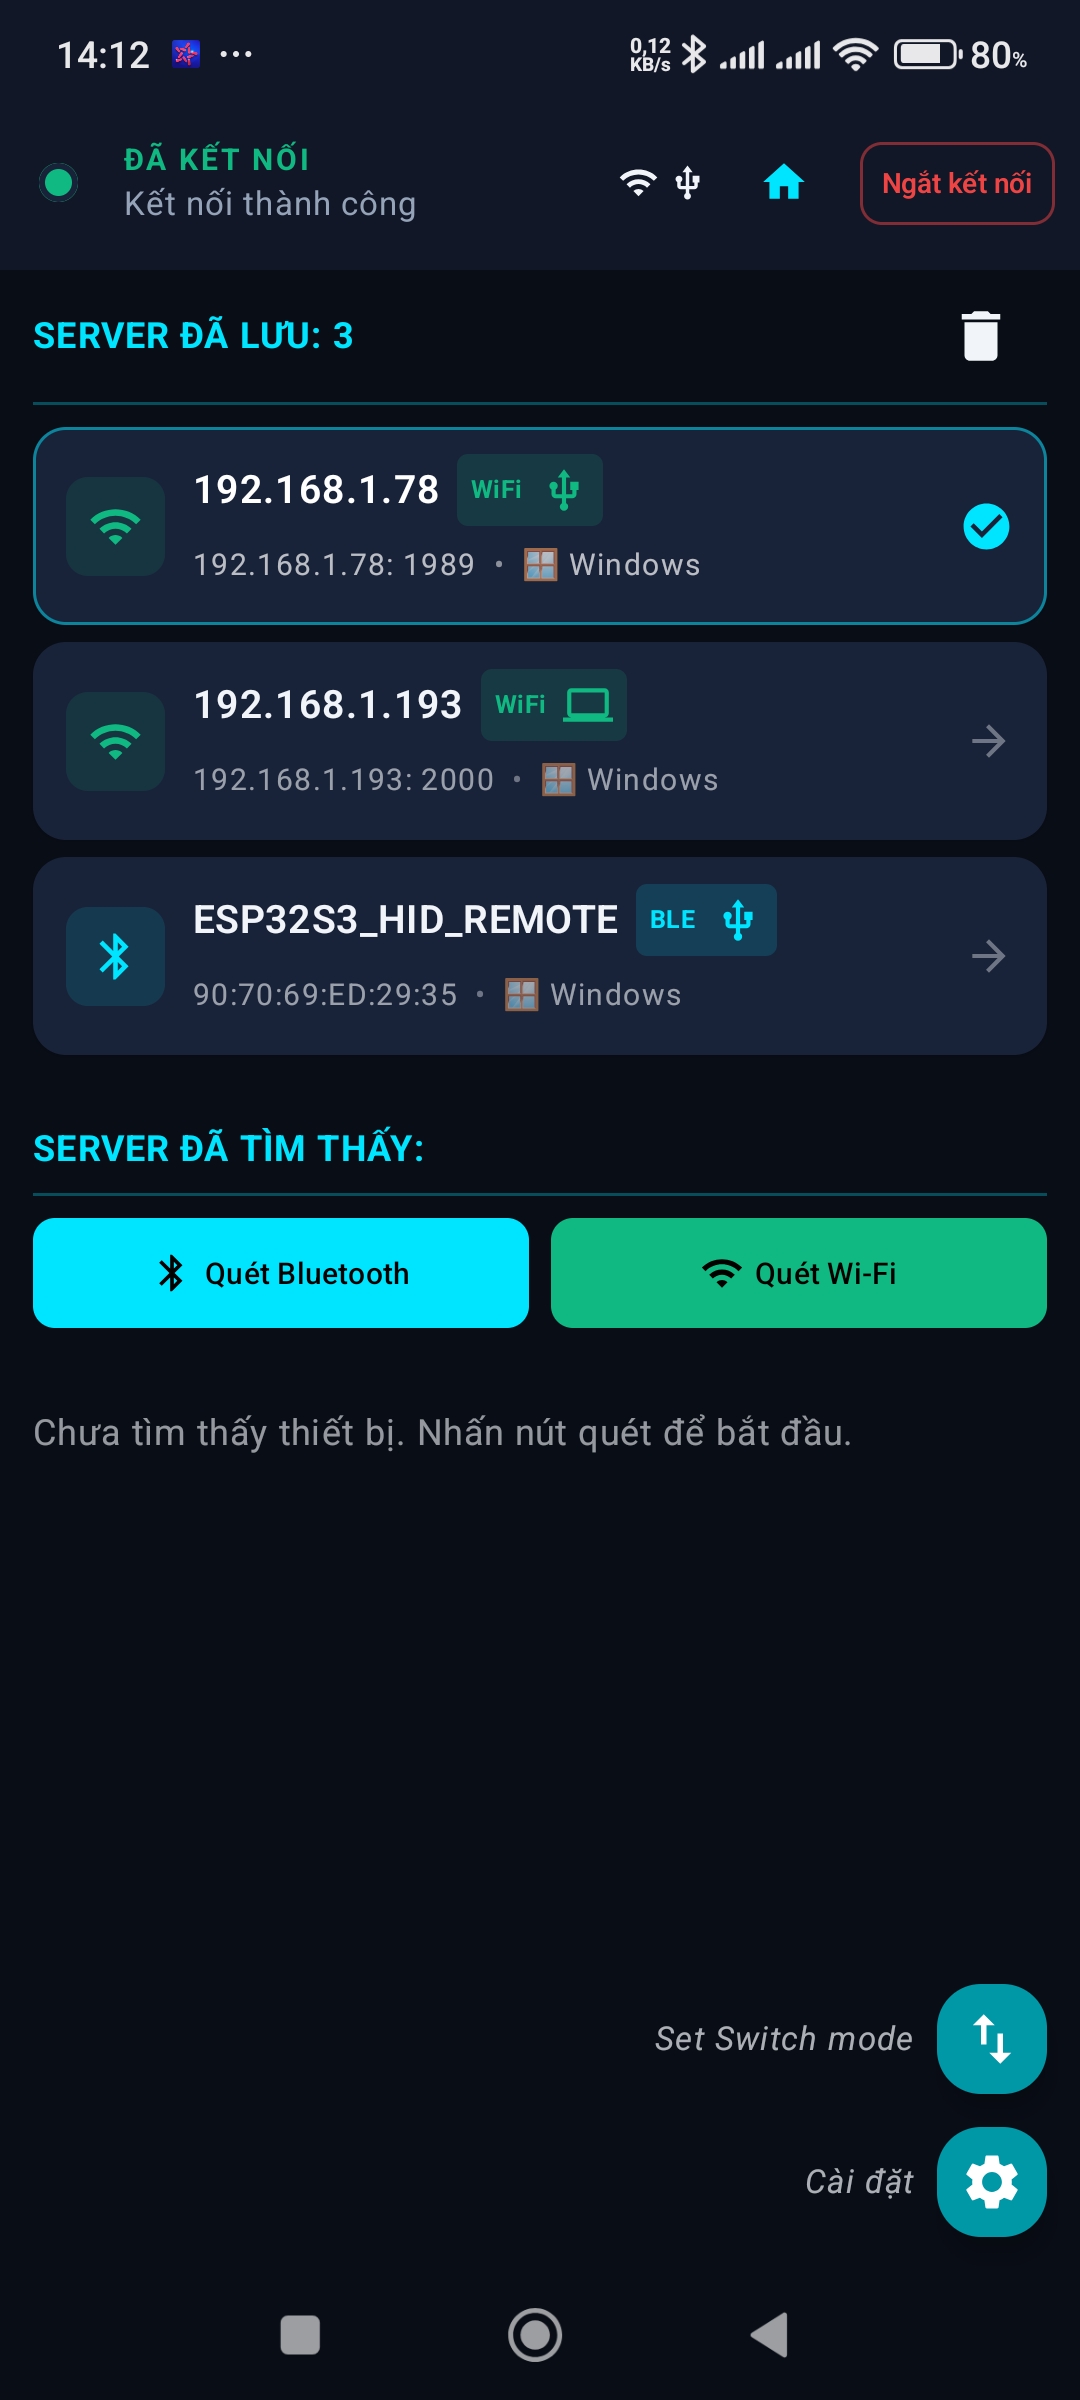 14:12
0,12
KB/s
80%
ĐÃ KẾT NỐI
Kết nối thành công
Ngắt kết nối
SERVER ĐÃ LƯU: 3
192.168.1.78 WiFi
192.168.1.78: 1989 • Windows
192.168.1.193 WiFi
192.168.1.193: 2000 • Windows
ESP32S3_HID_REMOTE BLE
90:70:69:ED:29:35 • Windows
SERVER ĐÃ TÌM THẤY:
Quét Bluetooth
Quét Wi-Fi
Chưa tìm thấy thiết bị. Nhấn nút quét để bắt đầu.
Set Switch mode
Cài đặt